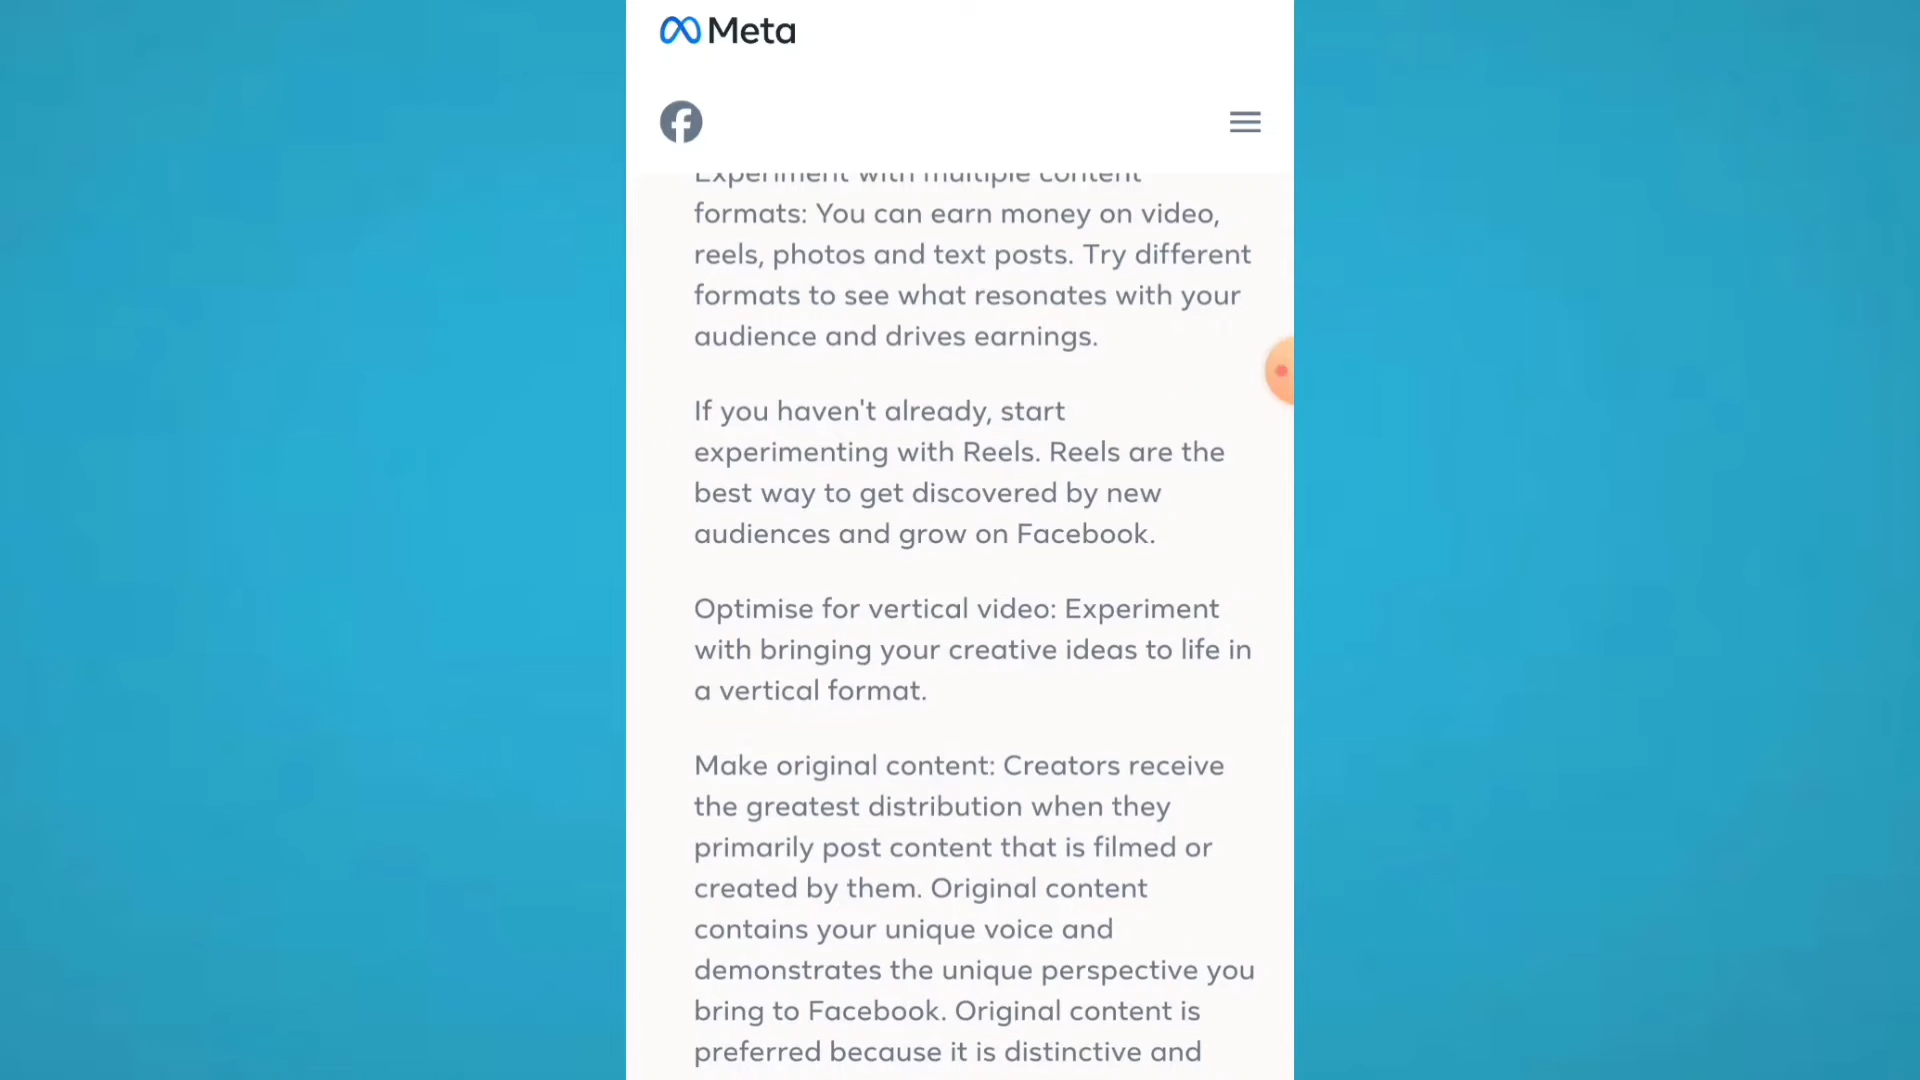 Meta
Experiment with multiple content
formats: You can earn money on video,
reels, photos and text posts. Try different
formats to see what resonates with your
audience and drives earnings.
If you haven't already, start
experimenting with Reels. Reels are the
best way to get discovered by new
audiences and grow on Facebook.
Optimise for vertical video: Experiment
with bringing your creative ideas to life in
a vertical format.
Make original content: Creators receive
the greatest distribution when they
primarily post content that is filmed or
created by them. Original content
contains your unique voice and
demonstrates the unique perspective you
bring to Facebook. Original content is
preferred because it is distinctive and